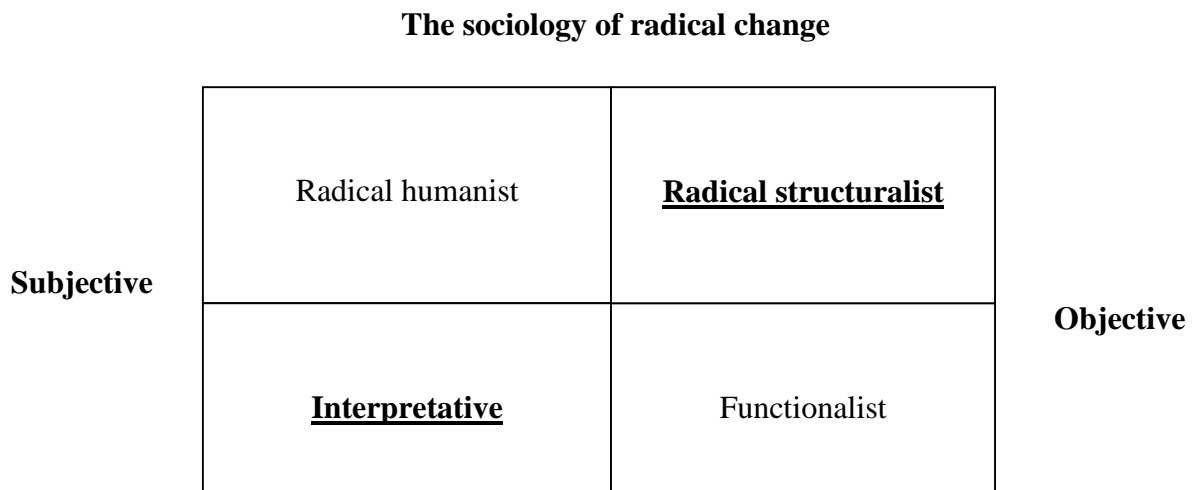 The sociology of radical change
Radical humanist
Radical structuralist
Subjective
Objective
Interpretative
Functionalist